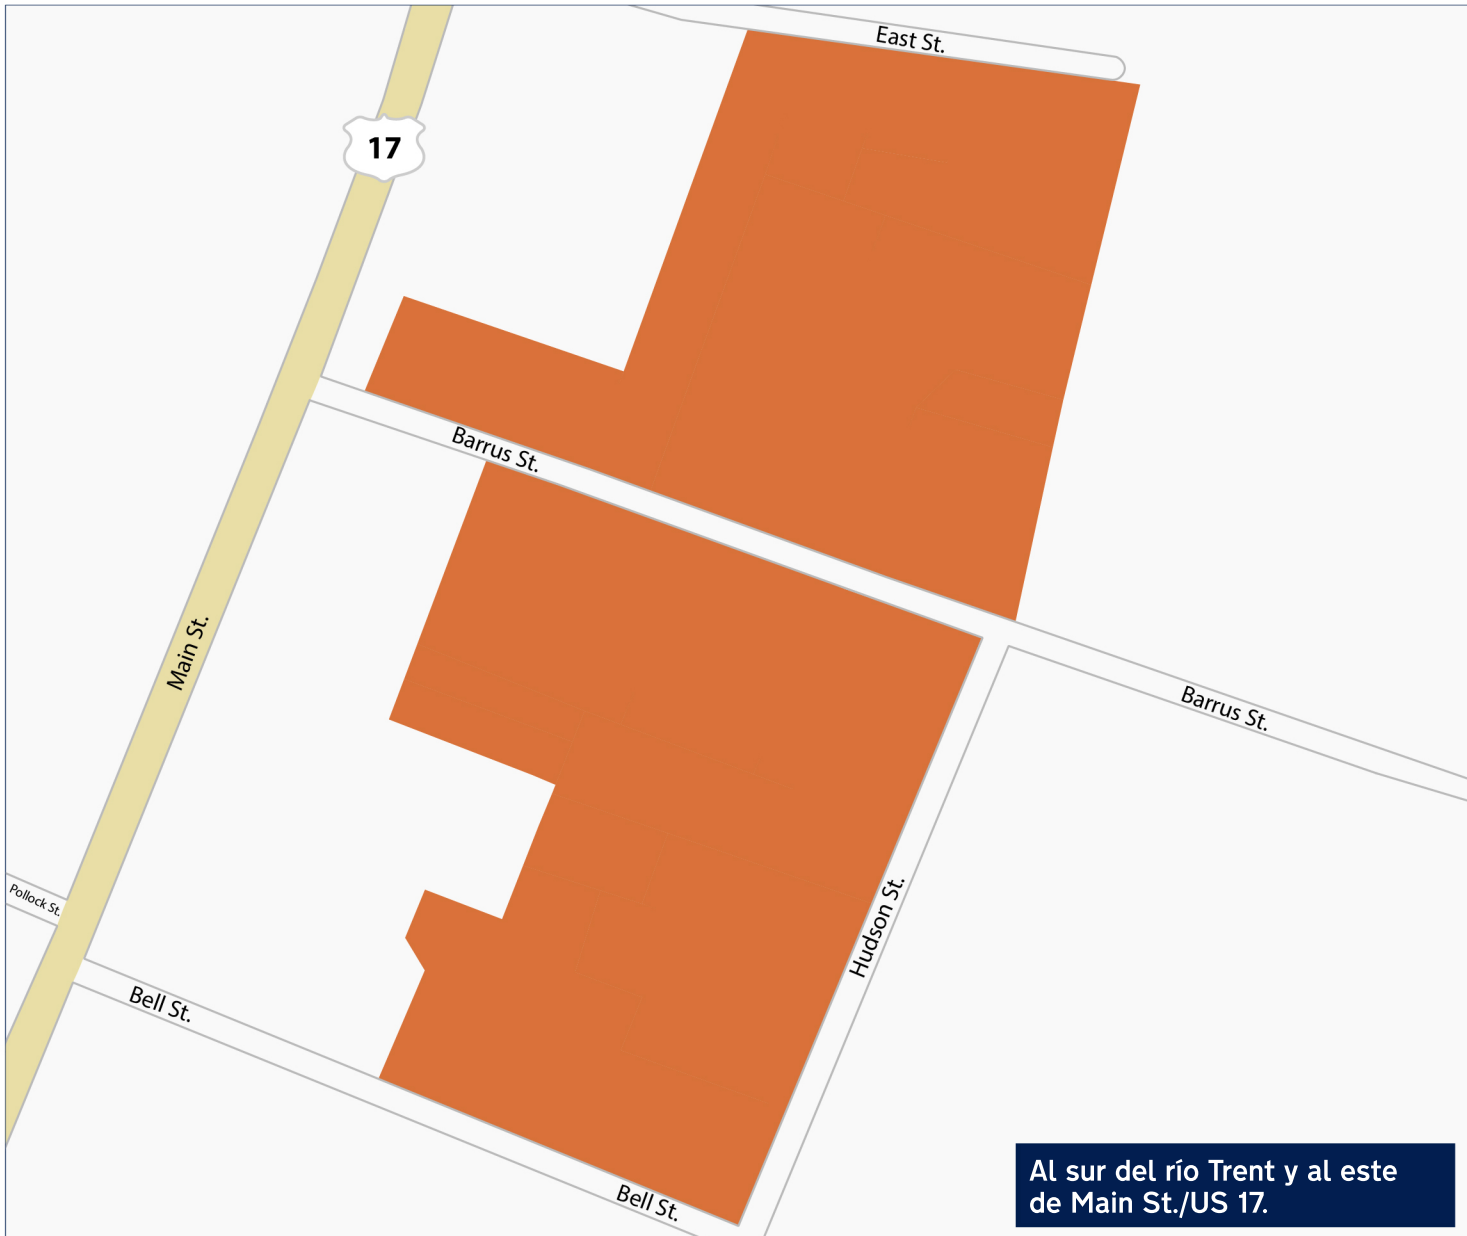 East St.
17
Barrus St.
Main St.
Barrus St.
Hudson St.
Pollock St.
Bell St.
Bell St.
Al sur del río Trent y al este
de Main St./US 17.